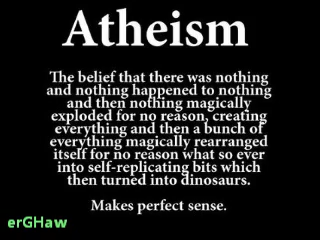 Atheism
The belief that there was nothing
and nothing happened to nothing
and then nothing magically
exploded for no reason, creating
everything and then a bunch of
everything magically rearranged
itself for no reason what so ever
into self-replicating bits which
then turned into dinosaurs.
Makes perfect sense.
erGHaw